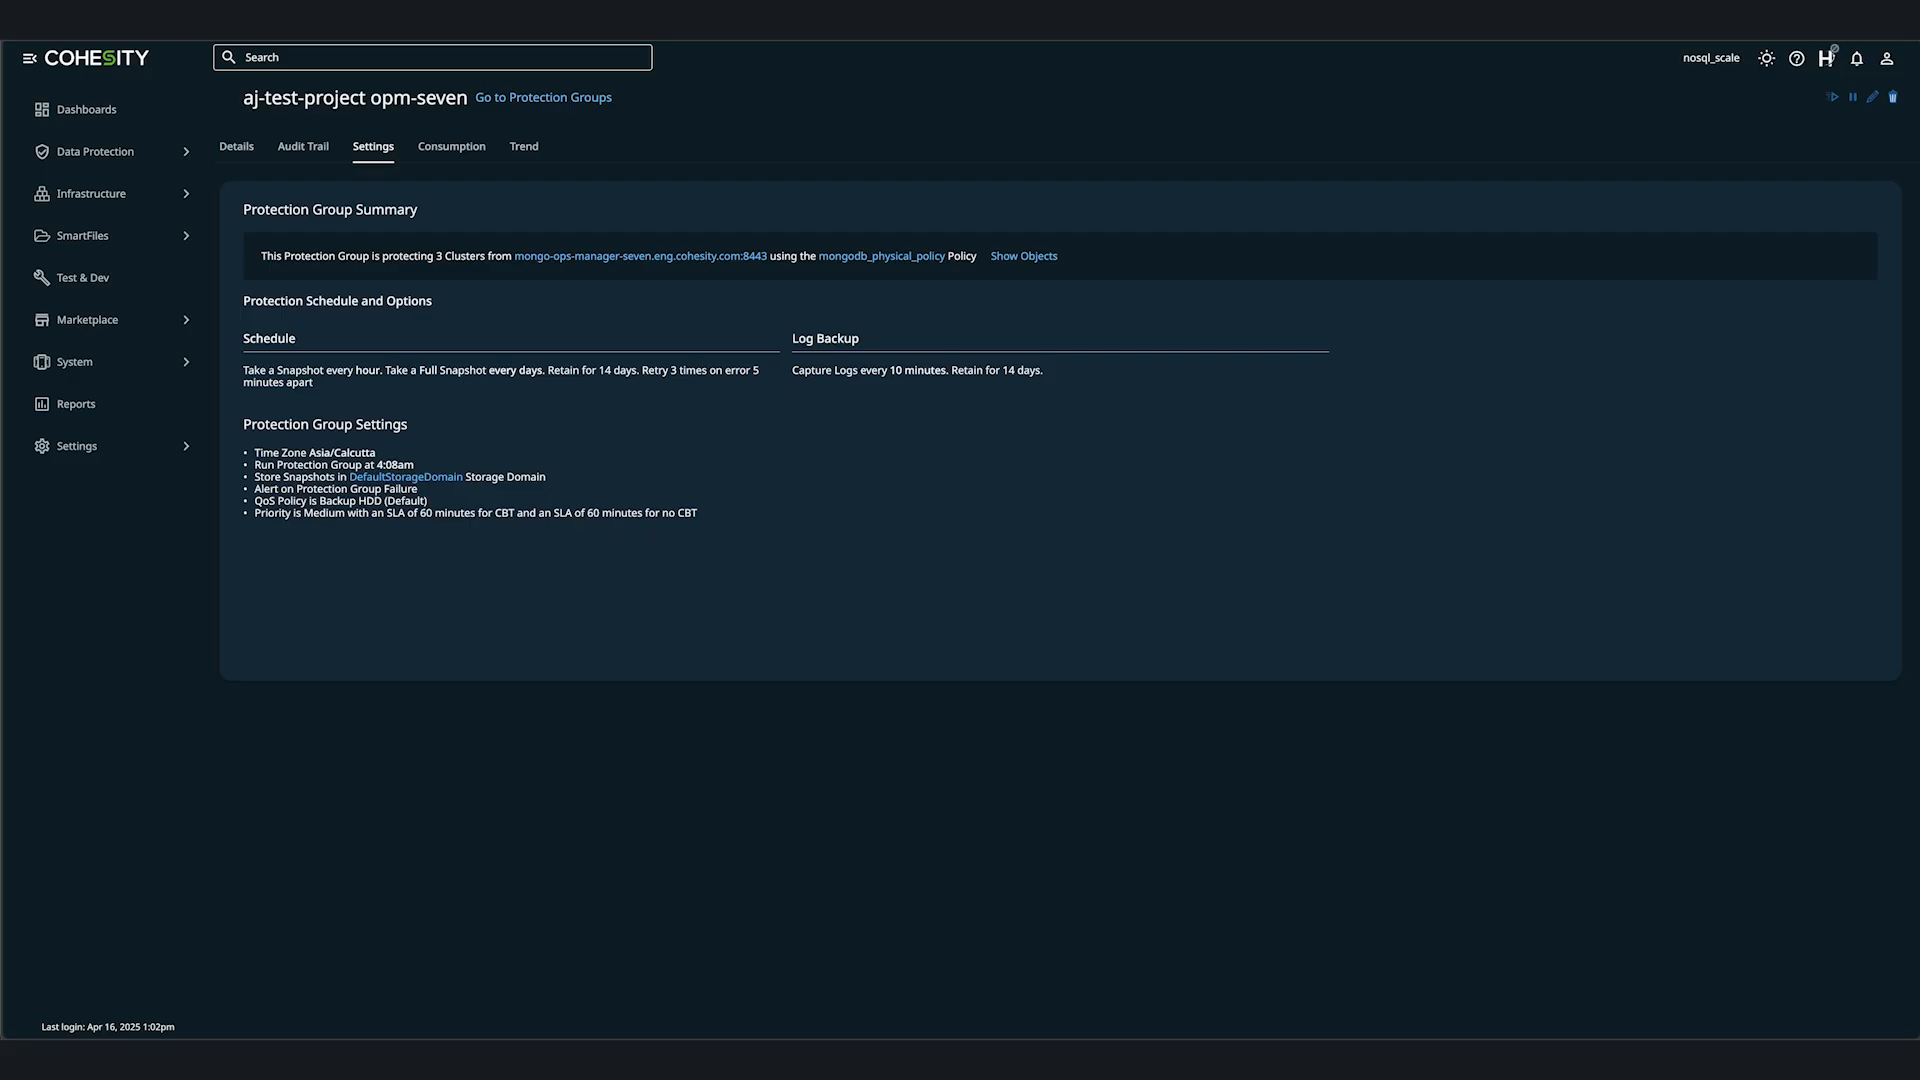 COHESITY
Search
nosql_scale
aj-test-project opm-seven Go to Protection Groups
Dashboards
Data Protection
Infrastructure
SmartFiles
Test & Dev
Marketplace
System
Reports
Settings
Details Audit Trail Settings Consumption Trend
Protection Group Summary
This Protection Group is protecting 3 Clusters from mongo-ops-manager-seven.eng.cohesity.com:8443 using the mongodb_physical_policy Policy Show Objects
Protection Schedule and Options
Schedule
Take a Snapshot every hour. Take a Full Snapshot every days. Retain for 14 days. Retry 3 times on error 5
minutes apart
Log Backup
Capture Logs every 10 minutes. Retain for 14 days.
Protection Group Settings
• Time Zone Asia/Calcutta
• Run Protection Group at 4:08am
• Store Snapshots in DefaultStorageDomain Storage Domain
• Alert on Protection Group Failure
• QoS Policy is Backup HDD (Default)
• Priority is Medium with an SLA of 60 minutes for CBT and an SLA of 60 minutes for no CBT
Last login: Apr 16, 2025 1:02pm